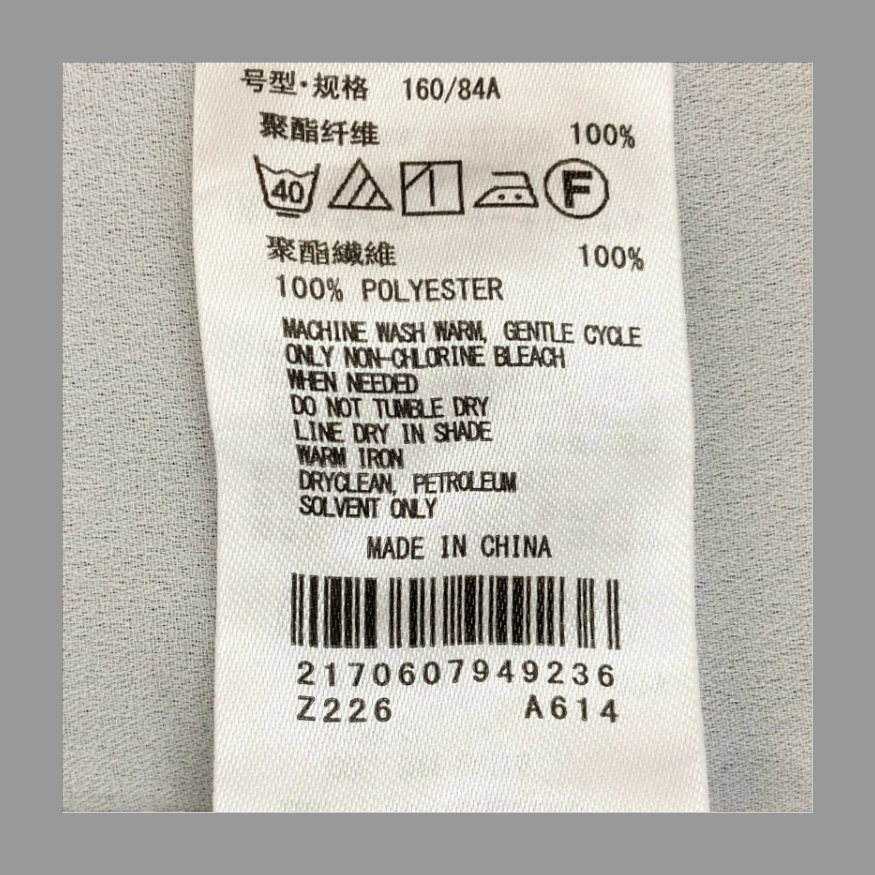 号型·规格 160/84A
聚酯纤维 100%
40 F
聚酯纖維 100%
100% POLYESTER
MACHINE WASH WARM, GENTLE CYCLE
ONLY NON-CHLORINE BLEACH
WHEN NEEDED
DO NOT TUMBLE DRY
LINE DRY IN SHADE
WARM IRON
DRYCLEAN, PETROLEUM
SOLVENT ONLY
MADE IN CHINA
2170607949236
Z226 A614